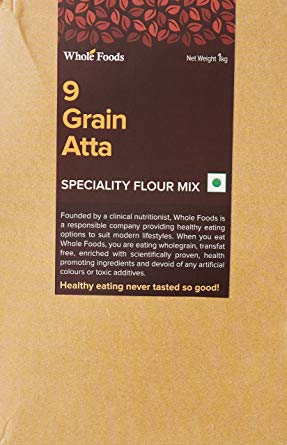 Whole Foods
Net Weight 1kg
9
Grain
Atta
SPECIALITY FLOUR MIX
Founded by a clinical nutritionist, Whole Foods is
a responsible company providing healthy eating
options to suit modern lifestyles. When you eat
Whole Foods, you are eating wholegrain, transfat
free, enriched with scientifically proven, health
promoting ingredients and devoid of any artificial
colours or toxic additives.
Healthy eating never tasted so good!